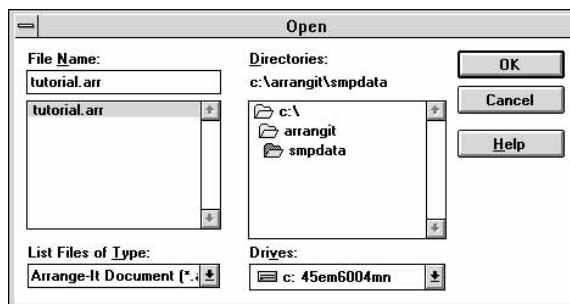 Open
File Name:
tutorial.arr
tutorial.arr
List Files of Type:
Arrange-It Document (*.a
Directories:
c:\arrangit\smpdata
c:\
arrangit
smpdata
Drives:
c: 45em6004mn
OK
Cancel
Help